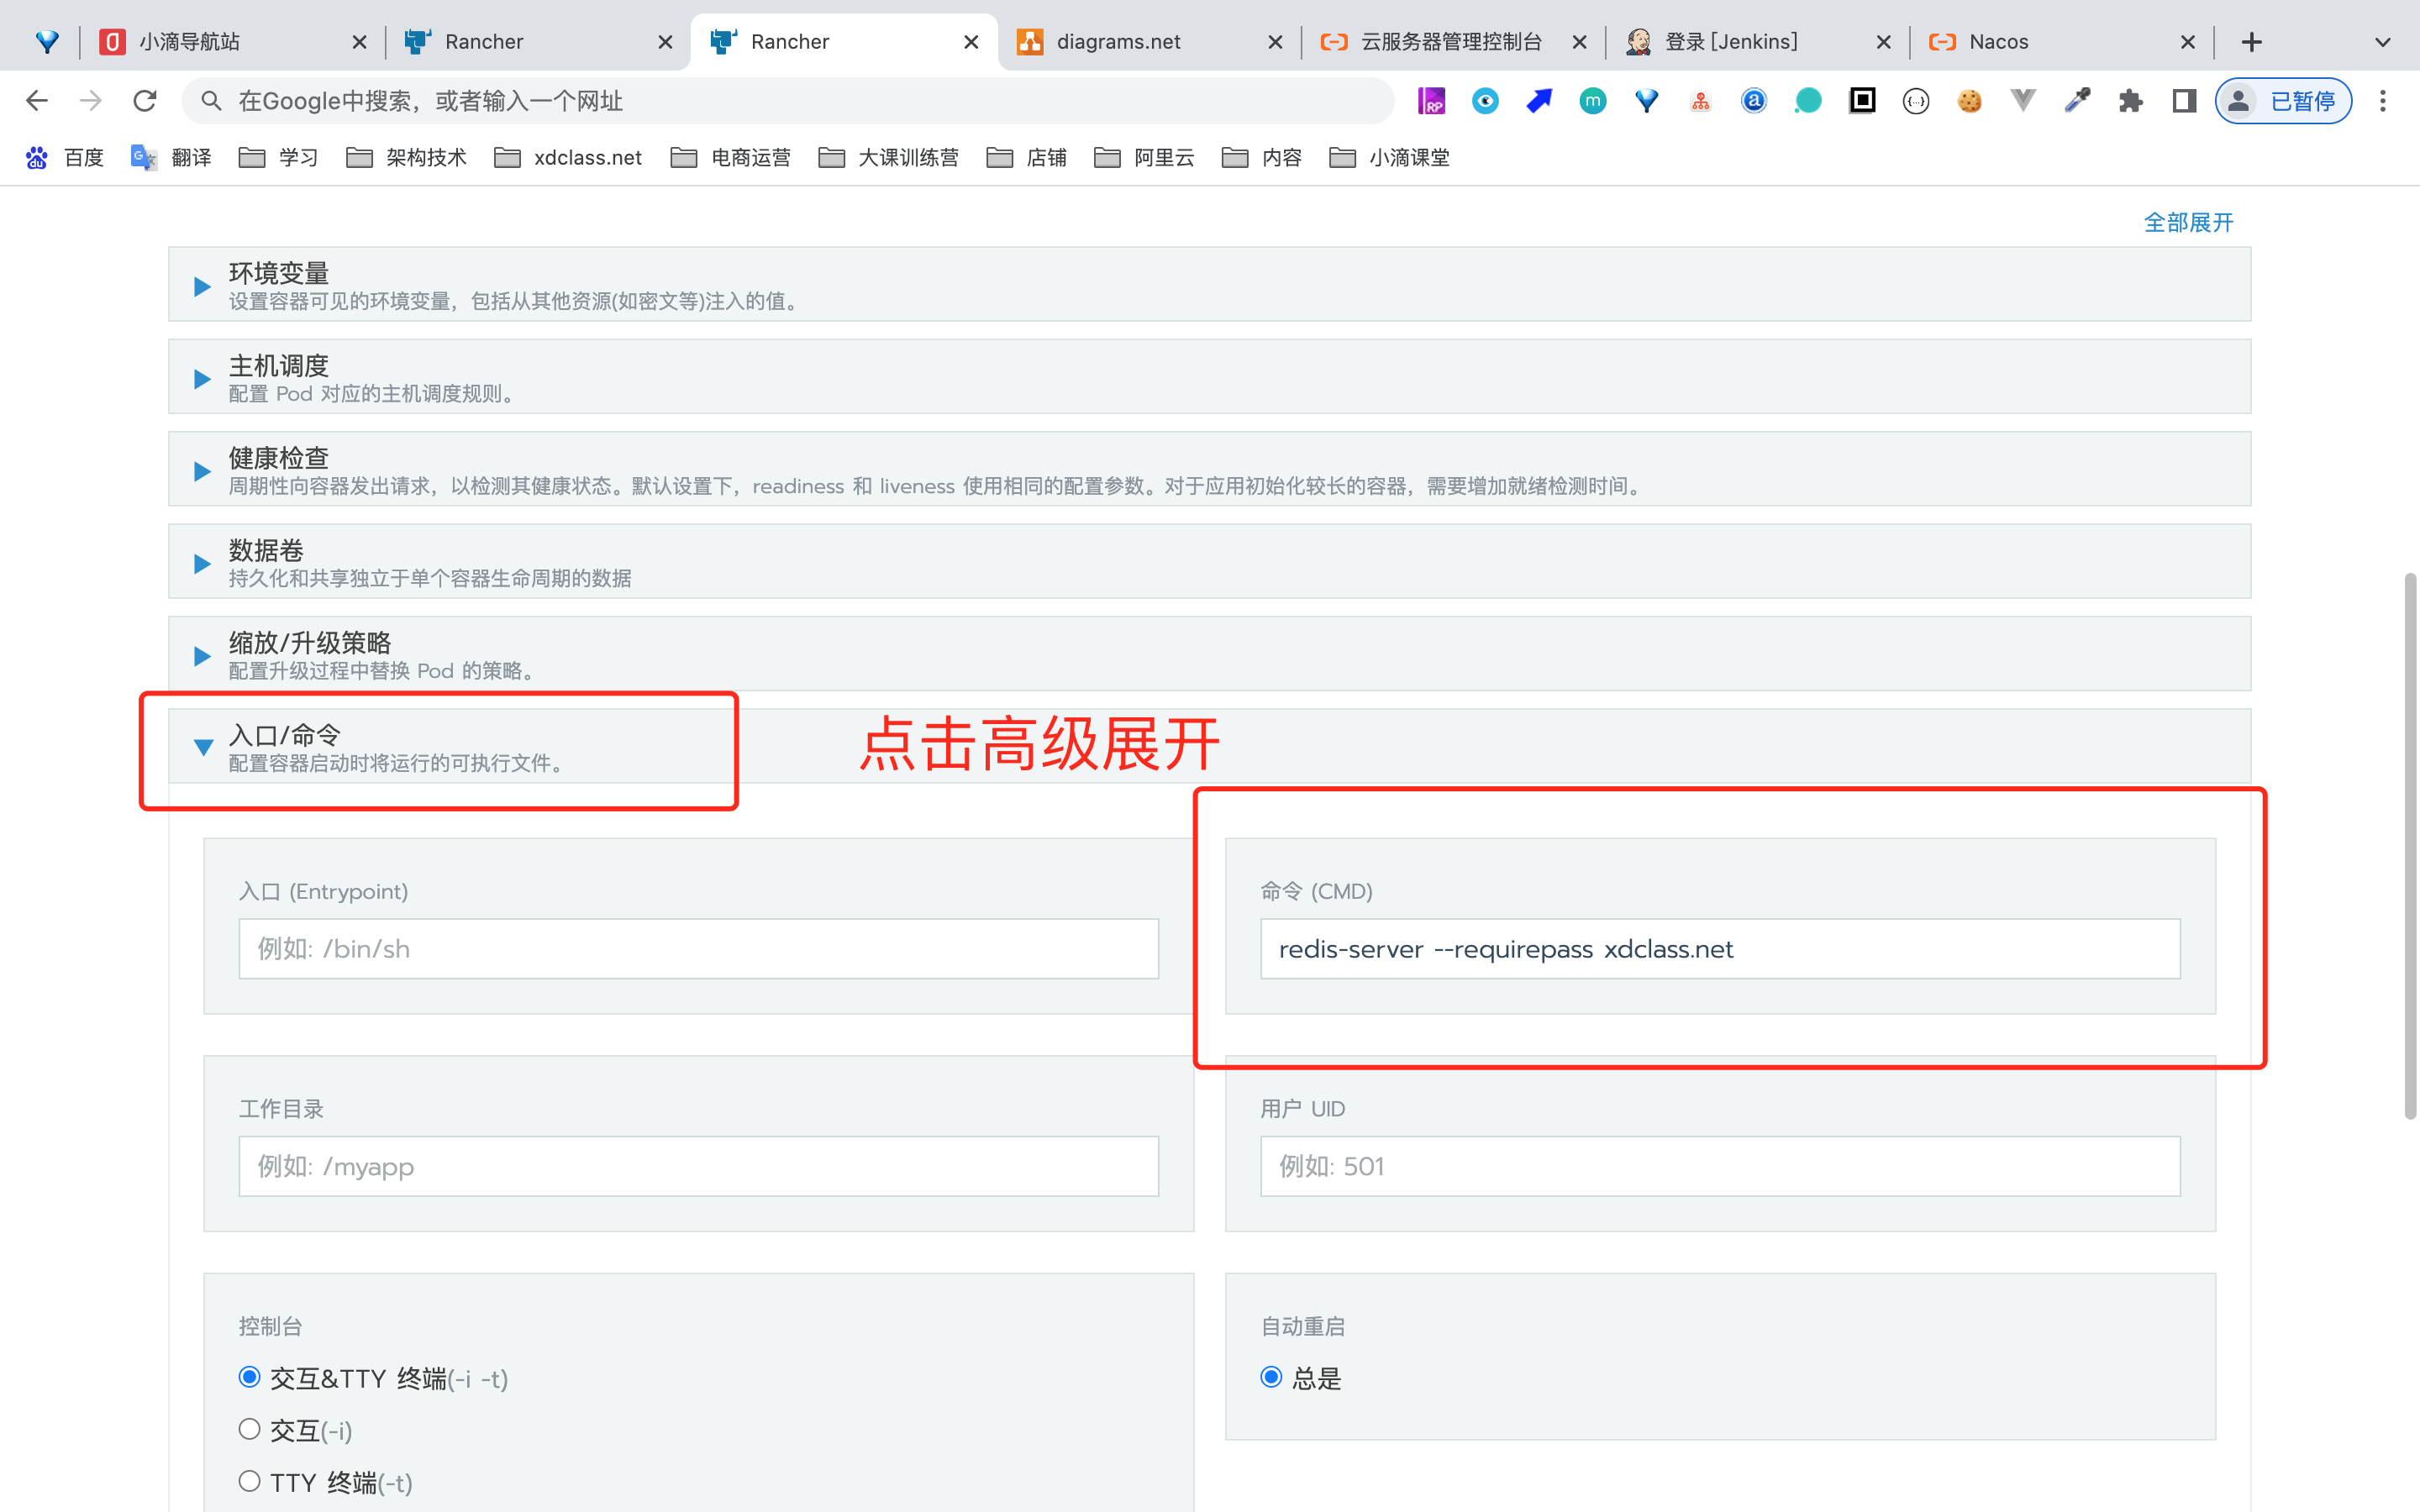 小滴导航站
Rancher
Rancher
diagrams.net
云服务器管理控制台
登录 [Jenkins]
Nacos
在Google中搜索，或者输入一个网址
RP
m
a
{...}
已暂停
du
百度
G
翻译
学习
架构技术
xdclass.net
电商运营
大课训练营
店铺
阿里云
内容
小滴课堂
全部展开
环境变量
设置容器可见的环境变量，包括从其他资源(如密文等)注入的值。
主机调度
配置 Pod 对应的主机调度规则。
健康检查
周期性向容器发出请求，以检测其健康状态。默认设置下，readiness 和 liveness 使用相同的配置参数。对于应用初始化较长的容器，需要增加就绪检测时间。
数据卷
持久化和共享独立于单个容器生命周期的数据
缩放/升级策略
配置升级过程中替换 Pod 的策略。
入口/命令
配置容器启动时将运行的可执行文件。
点击高级展开
入口 (Entrypoint)
例如: /bin/sh
命令 (CMD)
redis-server --requirepass xdclass.net
工作目录
例如: /myapp
用户 UID
例如: 501
控制台
交互&TTY 终端(-i -t)
交互(-i)
TTY 终端(-t)
自动重启
总是